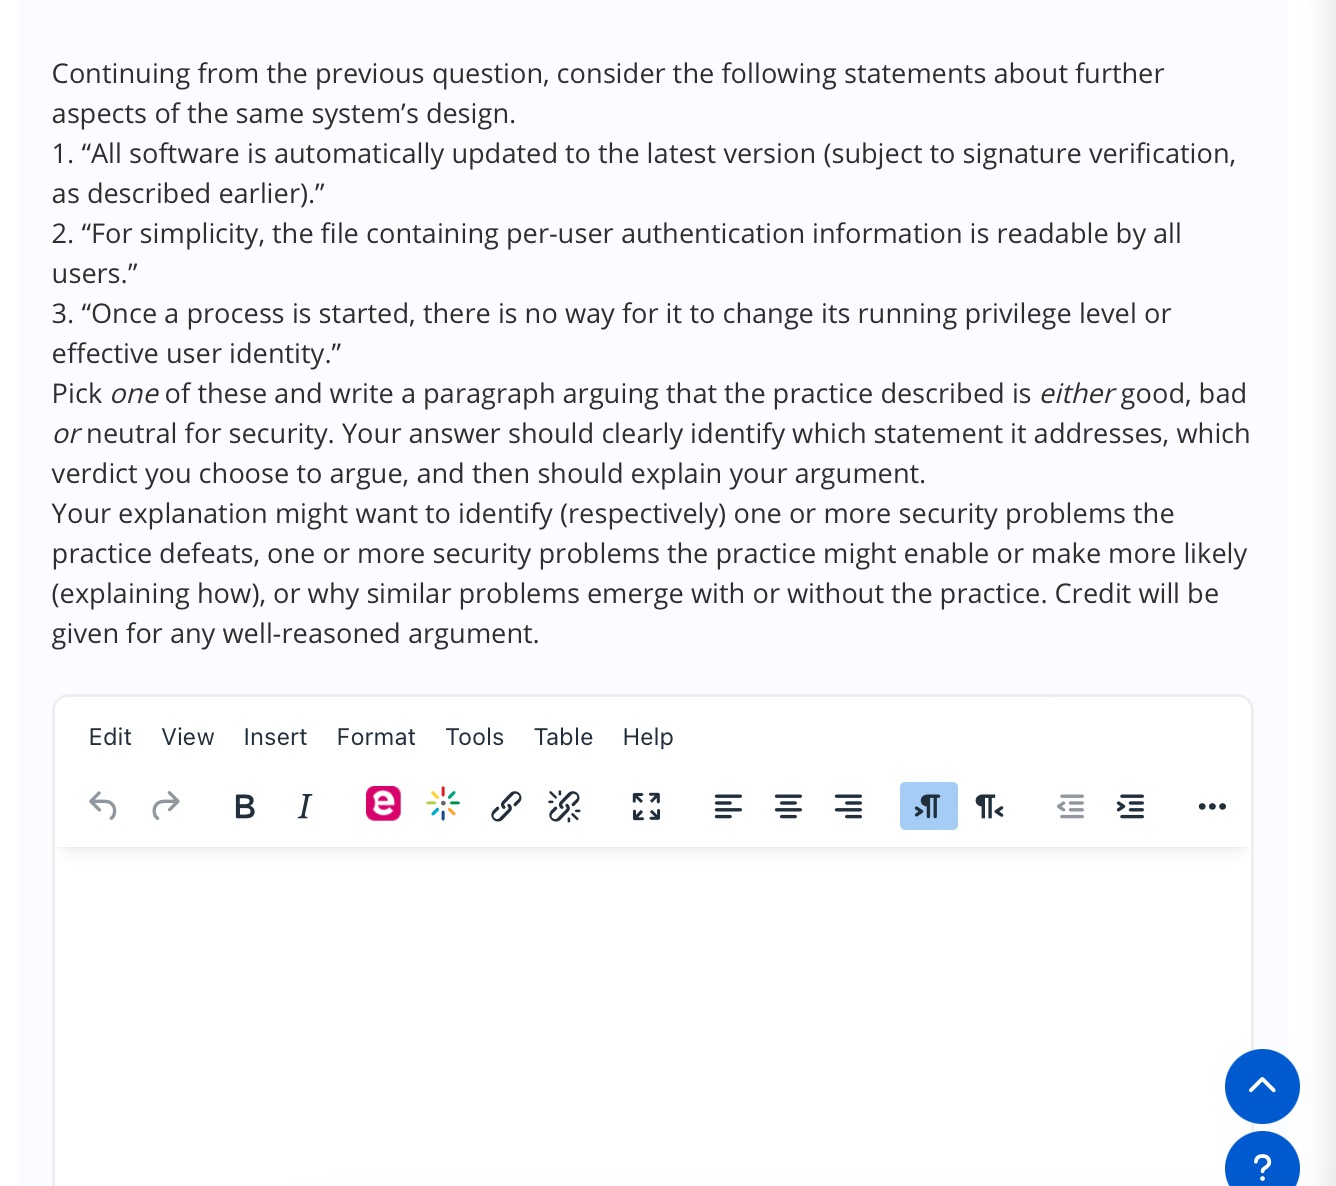 Continuing from the previous question, consider the following statements about further
aspects of the same system’s design.
1. “All software is automatically updated to the latest version (subject to signature verification,
as described earlier).”
2. “For simplicity, the file containing per-user authentication information is readable by all
users.”
3. “Once a process is started, there is no way for it to change its running privilege level or
effective user identity.”
Pick one of these and write a paragraph arguing that the practice described is either good, bad
or neutral for security. Your answer should clearly identify which statement it addresses, which
verdict you choose to argue, and then should explain your argument.
Your explanation might want to identify (respectively) one or more security problems the
practice defeats, one or more security problems the practice might enable or make more likely
(explaining how), or why similar problems emerge with or without the practice. Credit will be
given for any well-reasoned argument.
Edit View Insert Format Tools Table Help
B I e
?